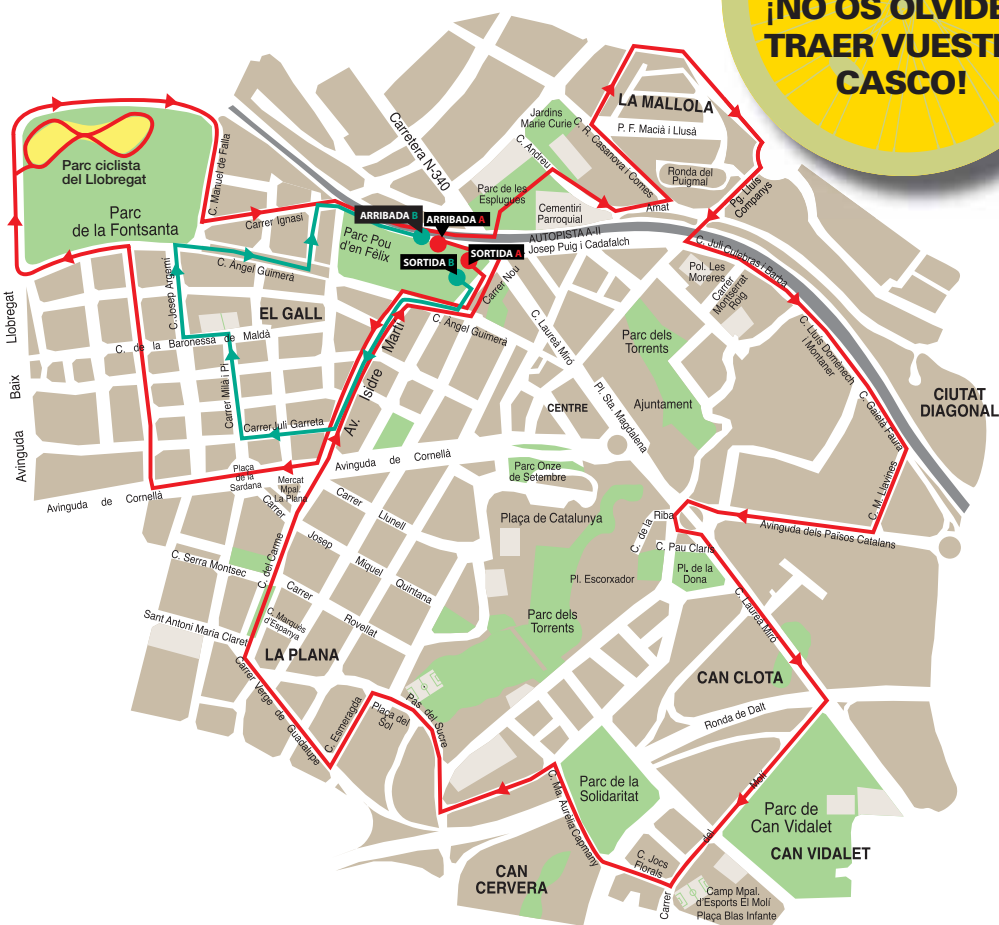 ¡NO OS OLVIDÉ
TRAER VUEST
CASCO!
LA MALLOLA
Jardins
Marie Curie
P. F. Macià i Llusà
C. R. Casanova i Comes
Carretera N-340
C. Andreu
Ronda del
Puigmal
Parc de les
Esplugues
Cementiri
Parroquial
Amat
Pg. Lluís
Companys
Parc ciclista
del Llobregat
C. Manuel de Falla
Parc
de la Fontsanta
Carrer Ignasi
ARRIBADA B
ARRIBADA A
AUTOPISTA A-II
Josep Puig i Cadafalch
C. Juli Culebras i Barba
Parc Pou
d'en Fèlix
SORTIDA A
SORTIDA B
C. Àngel Guimerà
C. Josep Argemí
Carrer Nou
Pol. Les
Moreres
Carrer
Montserrat
Roig
EL GALL
C. Àngel Guimerà
C. Laureà Miró
Parc dels
Torrents
C. Lluís Domenech
i Montaner
C. de la Baronessa de Maldà
Av. Isidre Martí
Llobregat
Baix
Avinguda
Carrer Milà i Pi
Carrer Juli Garreta
CENTRE
Pl. Sta. Magdalena
Ajuntament
C. Gaietà Faura
CIUTAT
DIAGONAL
Avinguda de Cornellà
Plaça
de la
Sardana
Mercat
Mpal.
La Plana
Avinguda de Cornellà
Parc Onze
de Setembre
C. M. Llavines
Carrer Llunell
Carrer Josep Miquel Quintana
Plaça de Catalunya
C. de la Riba
Avinguda dels Països Catalans
C. Pau Claris
Pl. de la
Dona
Pl. Escorxador
C. Serra Montsec
C. del Carme
Carrer Rovellat
C. Marquès
d'Espanya
Sant Antoni Maria Claret
LA PLANA
Parc dels
Torrents
C. Laureà Miró
CAN CLOTA
Carrer Verge de Guadalupe
C. Esmeragda
Plaça del
Sol
Pas. del Sucre
Ronda de Dalt
Parc de la
Solidaritat
C. Ma. Aurèlia Capmany
Carrer del Molí
Parc de
Can Vidalet
CAN VIDALET
C. Jocs
Florals
CAN
CERVERA
Camp Mpal.
d'Esports El Molí
Plaça Blas Infante